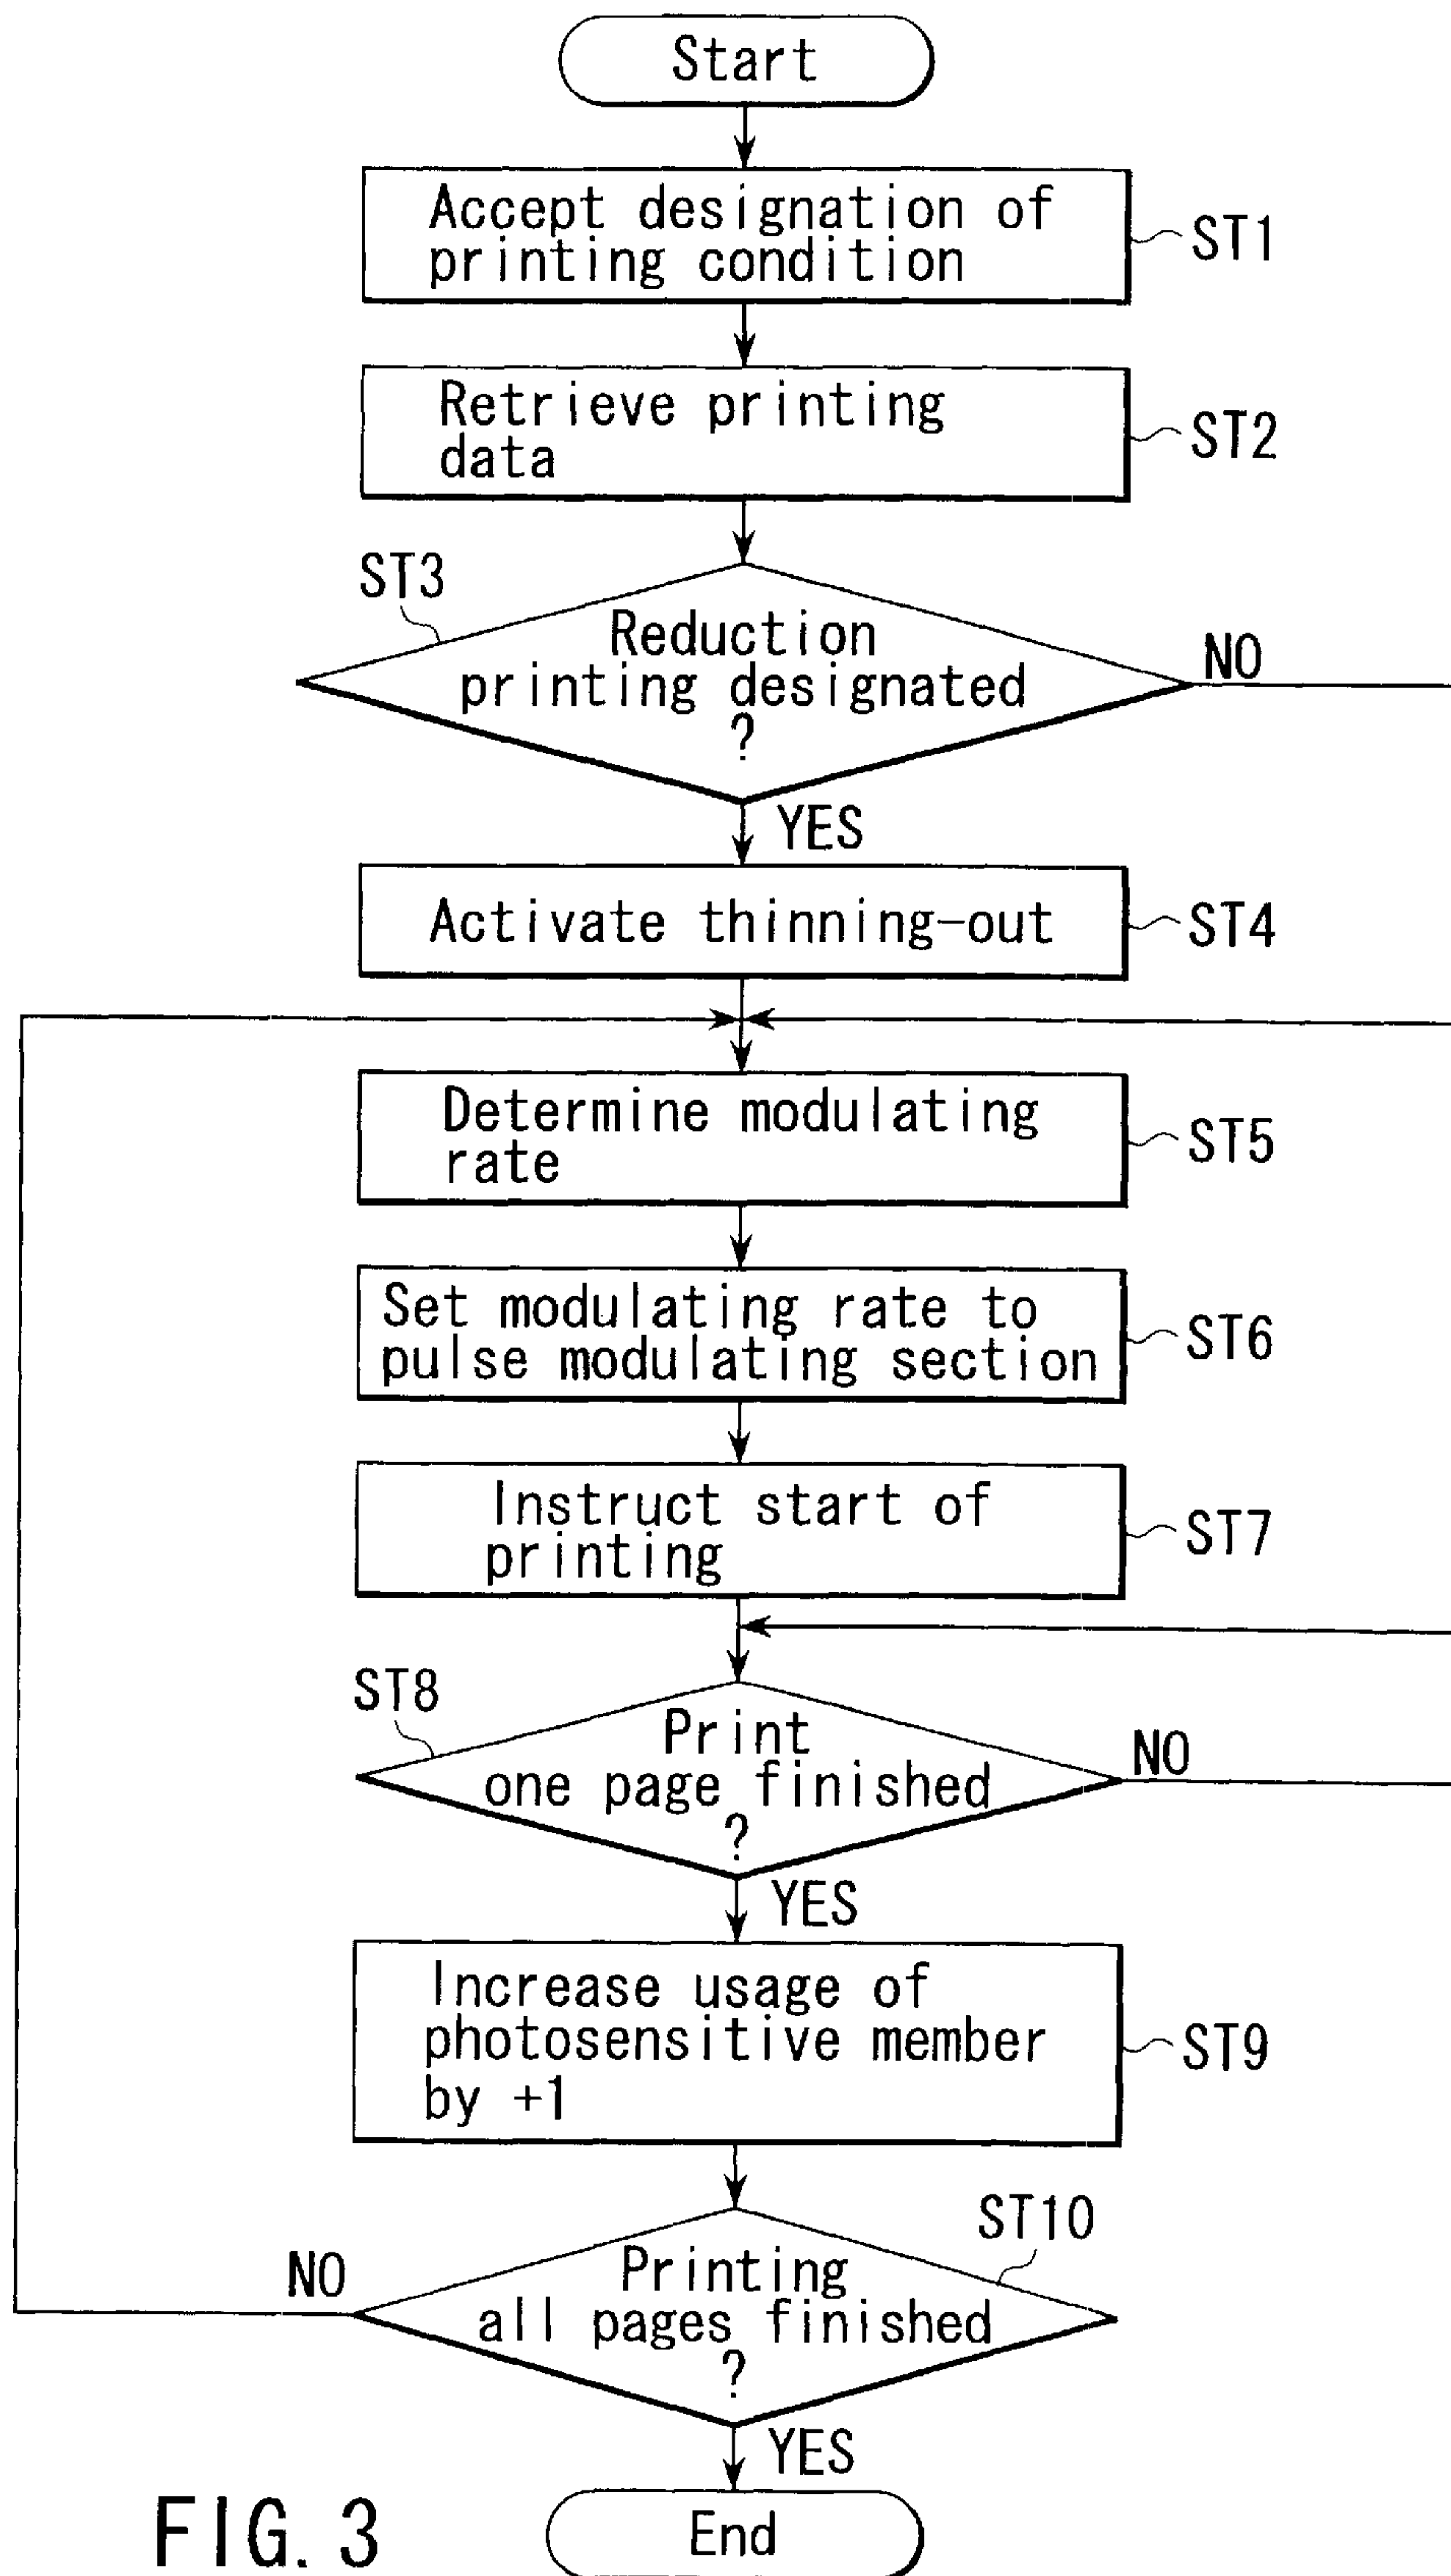 Start
Accept designation of
printing condition
ST1
Retrieve printing
data
ST2
ST3
Reduction
printing designated
?
NO
YES
Activate thinning-out
ST4
Determine modulating
rate
ST5
Set modulating rate to
pulse modulating section
ST6
Instruct start of
printing
ST7
ST8
Print
one page finished
?
NO
YES
Increase usage of
photosensitive member
by +1
ST9
ST10
Printing
all pages finished
?
NO
YES
End
FIG. 3